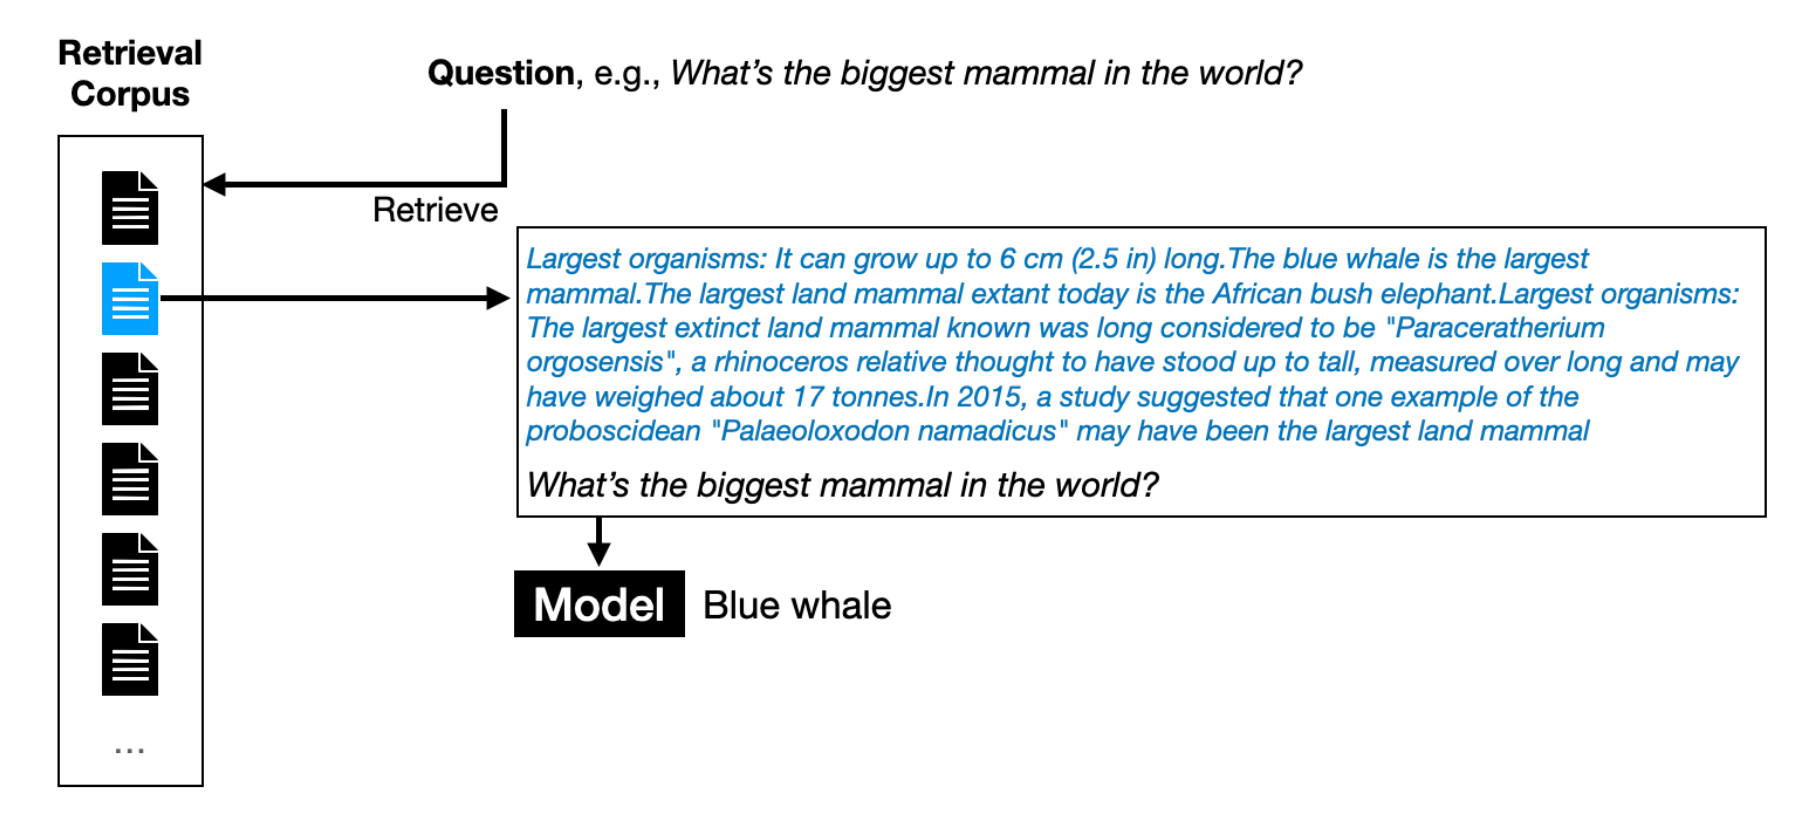 Retrieval
Corpus
Question, e.g., What's the biggest mammal in the world?
Retrieve
Largest organisms: It can grow up to 6 cm (2.5 in) long.The blue whale is the largest
mammal.The largest land mammal extant today is the African bush elephant.Largest organisms:
The largest extinct land mammal known was long considered to be "Paraceratherium
orgosensis", a rhinoceros relative thought to have stood up to tall, measured over long and may
have weighed about 17 tonnes.In 2015, a study suggested that one example of the
proboscidean "Palaeoloxodon namadicus" may have been the largest land mammal
What's the biggest mammal in the world?
Model Blue whale
...